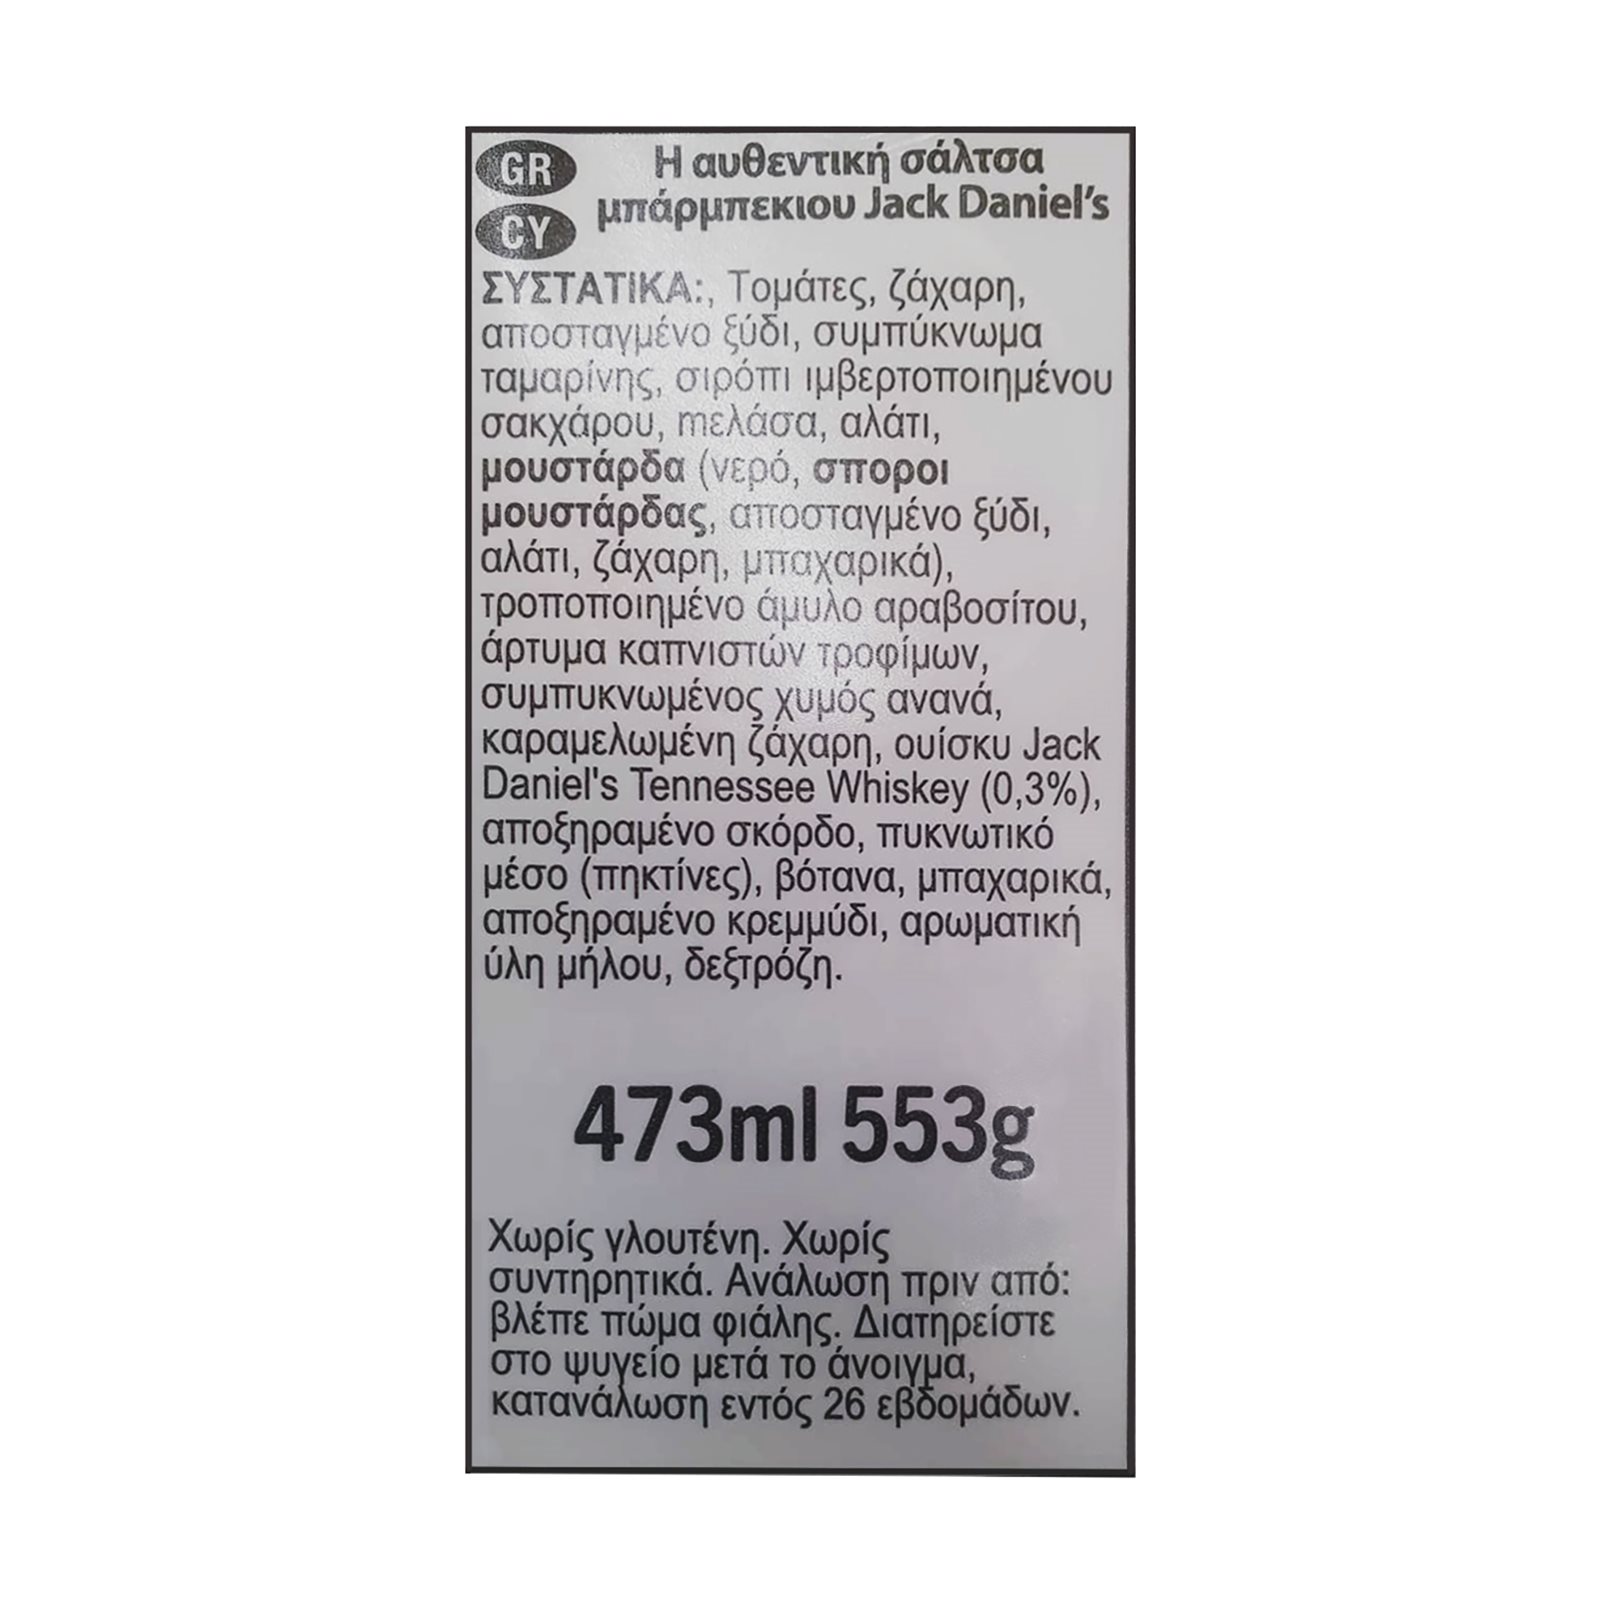 GR
Η αυθεντική σάλτσα
CY
μπάρμπεκιου Jack Daniel’s
ΣΥΣΤΑΤΙΚΑ:, Τομάτες, ζάχαρη,
αποσταγμένο ξύδι, συμπύκνωμα
ταμαρίνης, σιρόπι ιμβερτοποιημένου
σακχάρου, mελάσα, αλάτι,
μουστάρδα (νερό, σποροι
μουστάρδας, αποσταγμένο ξύδι,
αλάτι, ζάχαρη, μπαχαρικά),
τροποποιημένο άμυλο αραβοσίτου,
άρτυμα καπνιστών τροφίμων,
συμπυκνωμένος χυμός ανανά,
καραμελωμένη ζάχαρη, ουίσκυ Jack
Daniel's Tennessee Whiskey (0,3%),
αποξηραμένο σκόρδο, πυκνωτικό
μέσο (πηκτίνες), βότανα, μπαχαρικά,
αποξηραμένο κρεμμύδι, αρωματική
ύλη μήλου, δεξτρόζη.
473ml 553g
Χωρίς γλουτένη. Χωρίς
συντηρητικά. Ανάλωση πριν από:
βλέπε πώμα φιάλης. Διατηρείστε
στο ψυγείο μετά το άνοιγμα,
κατανάλωση εντός 26 εβδομάδων.